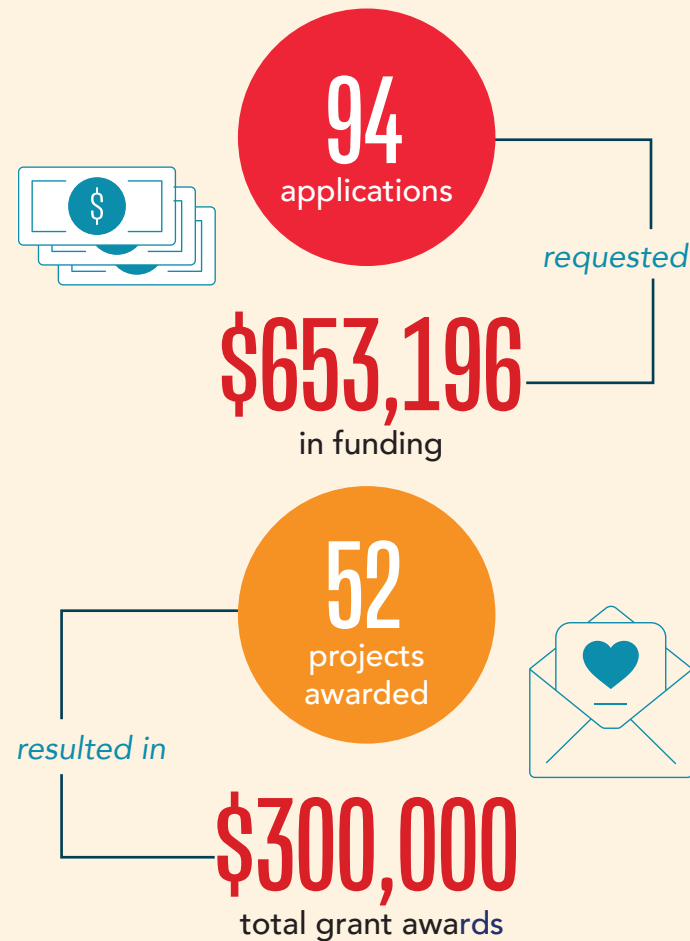 94
applications
$
requested
$653,196
in funding
52
projects
awarded
resulted in
$300,000
total grant awards